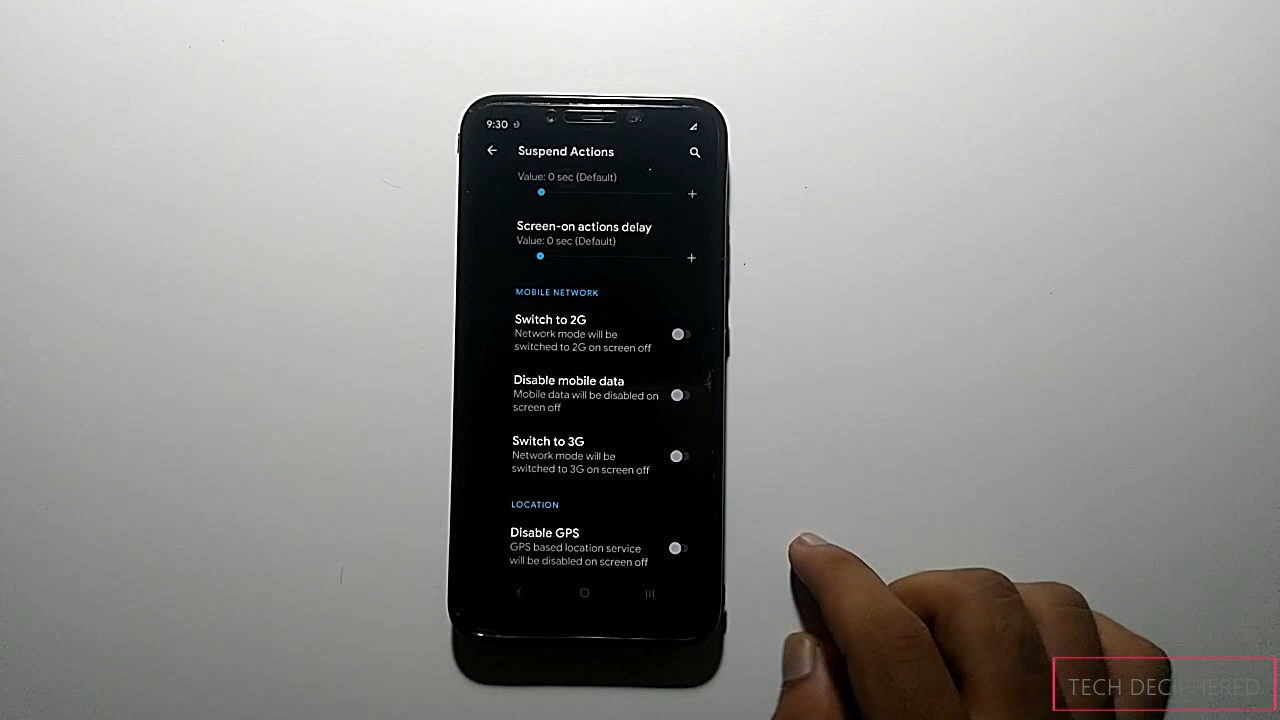 9:30
Suspend Actions
Value: 0 sec (Default)
+
Screen-on actions delay
Value: 0 sec (Default)
+
MOBILE NETWORK
Switch to 2G
Network mode will be
switched to 2G on screen off
Disable mobile data
Mobile data will be disabled on
screen off
Switch to 3G
Network mode will be
switched to 3G on screen off
LOCATION
Disable GPS
GPS based location service
will be disabled on screen off
TECH DECIPHERED